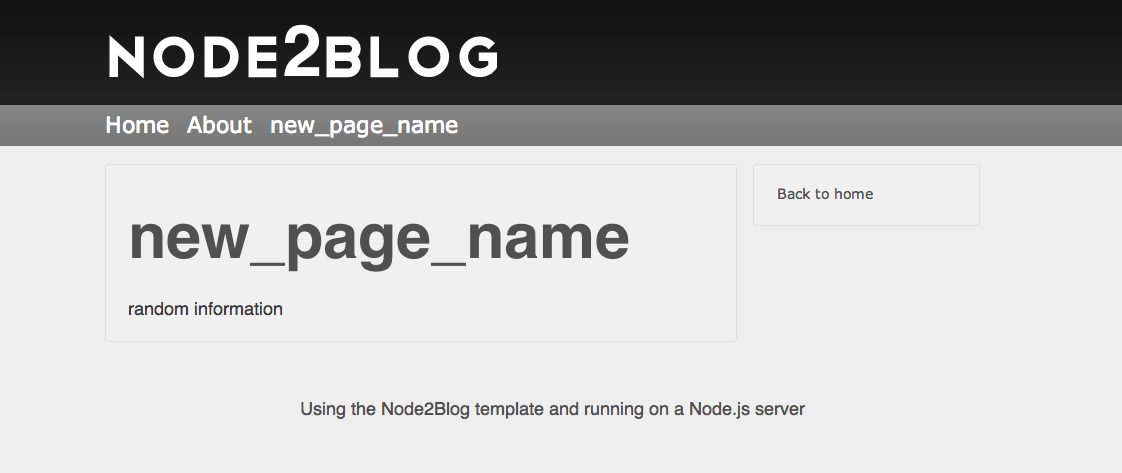 NODE2BLOG
Home About new_page_name
new_page_name
random information
Back to home
Using the Node2Blog template and running on a Node.js server